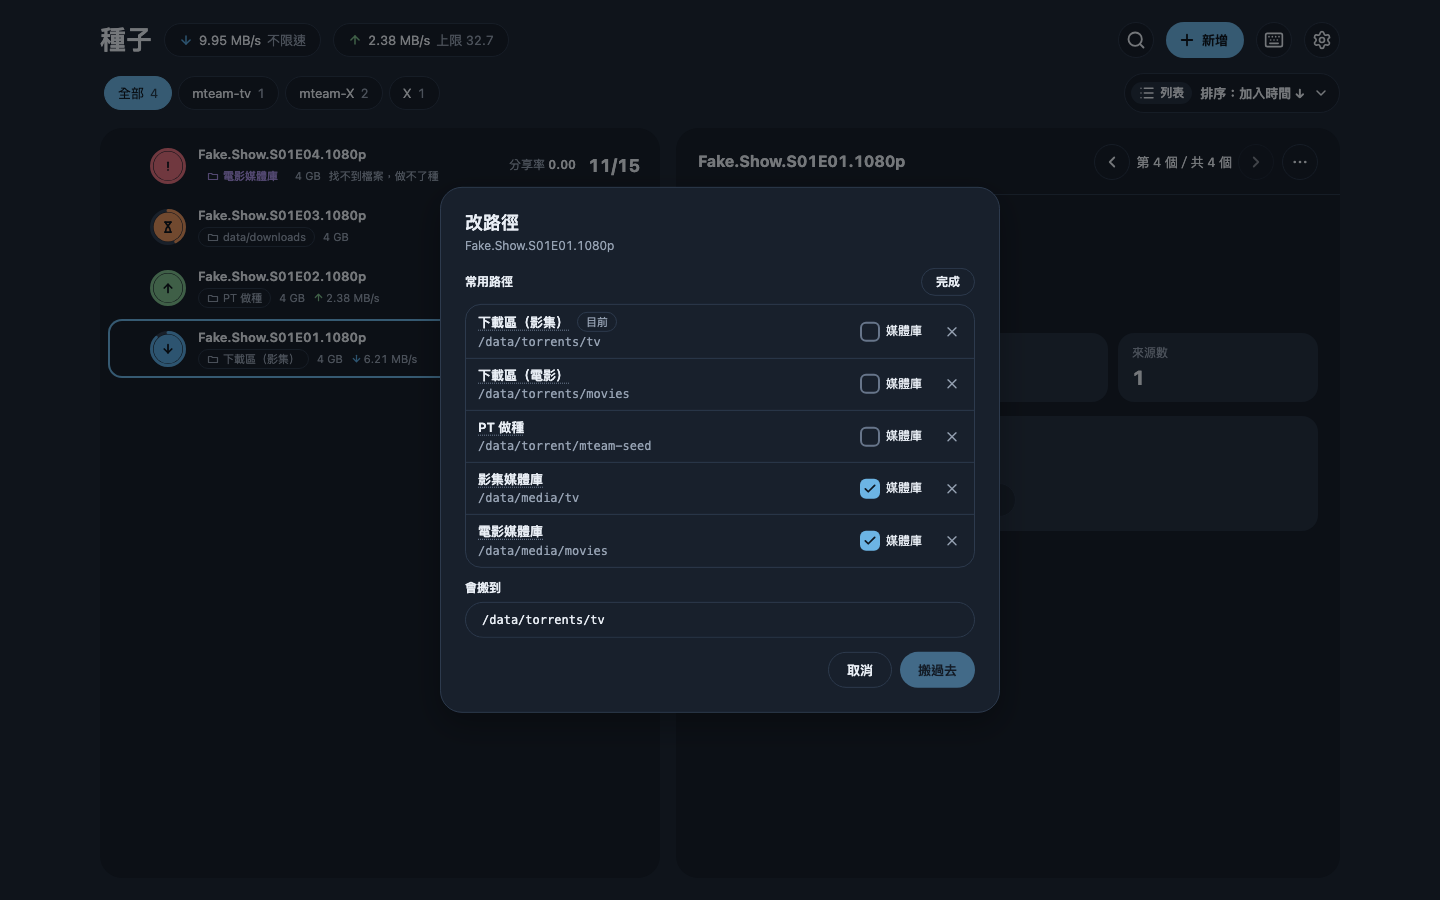 種子
9.95 MB/s 不限速
2.38 MB/s 上限 32.7
新增
全部 4
mteam-tv 1
mteam-X 2
X 1
列表
排序：加入時間↓
Fake.Show.S01E04.1080p
電影媒體庫 4 GB 找不到檔案，做不了種
分享率 0.00 11/15
Fake.Show.S01E03.1080p
data/downloads 4 GB
Fake.Show.S01E02.1080p
PT 做種 4 GB ↑ 2.38 MB/s
Fake.Show.S01E01.1080p
下載區（影集） 4 GB ↓ 6.21 MB/s
Fake.Show.S01E01.1080p
第 4 個 / 共 4 個
來源數
1
改路徑
Fake.Show.S01E01.1080p
常用路徑
完成
下載區（影集） 目前
/data/torrents/tv
媒體庫
下載區（電影）
/data/torrents/movies
媒體庫
PT 做種
/data/torrent/mteam-seed
媒體庫
影集媒體庫
/data/media/tv
媒體庫
電影媒體庫
/data/media/movies
媒體庫
會搬到
/data/torrents/tv
取消
搬過去